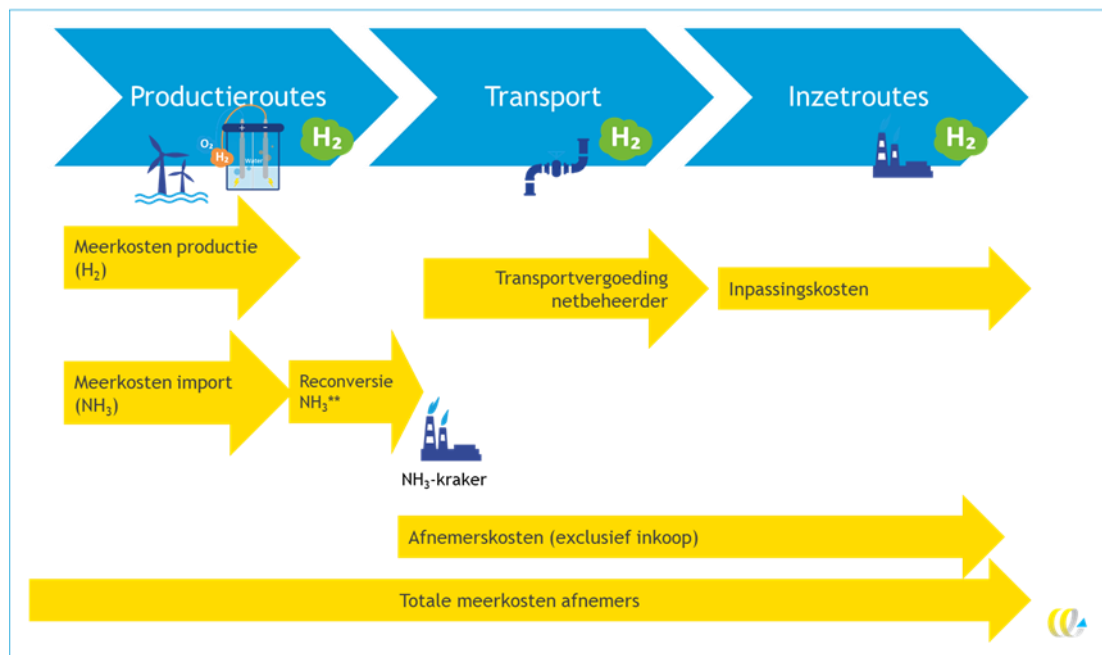 Productieroutes
Transport
Inzetroutes
O₂
H₂
+ -
Water
H₂
H₂
H₂
Meerkosten productie
(H₂)
Transportvergoeding
netbeheerder
Inpassingskosten
Meerkosten import
(NH₃)
Reconversie
NH₃**
NH₃-kraker
Afnemerskosten (exclusief inkoop)
Totale meerkosten afnemers